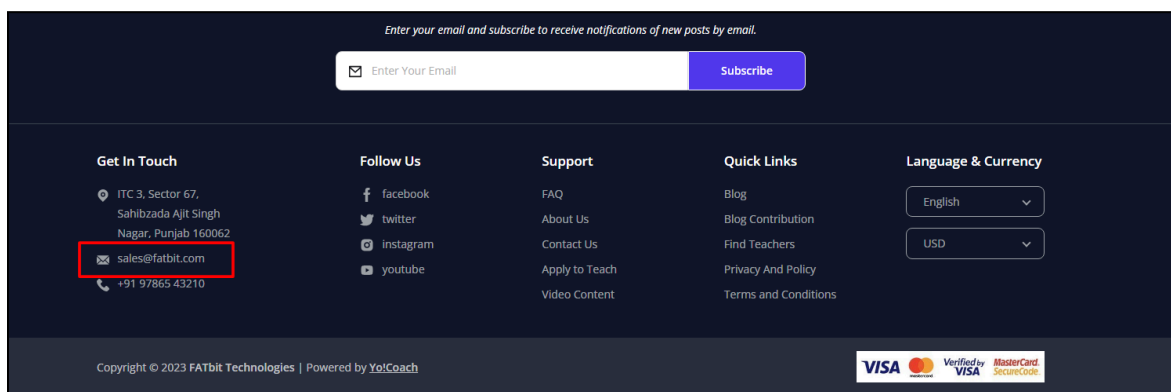 Enter your email and subscribe to receive notifications of new posts by email.
Enter Your Email
Subscribe
Get In Touch
ITC 3, Sector 67,
Sahibzada Ajit Singh
Nagar, Punjab 160062
sales@fatbit.com
+91 97865 43210
Follow Us
facebook
twitter
instagram
youtube
Support
FAQ
About Us
Contact Us
Apply to Teach
Video Content
Quick Links
Blog
Blog Contribution
Find Teachers
Privacy And Policy
Terms and Conditions
Language & Currency
English
USD
Copyright © 2023 FATbit Technologies | Powered by Yo!Coach
VISA
mastercard
Verified by
VISA
MasterCard.
SecureCode.